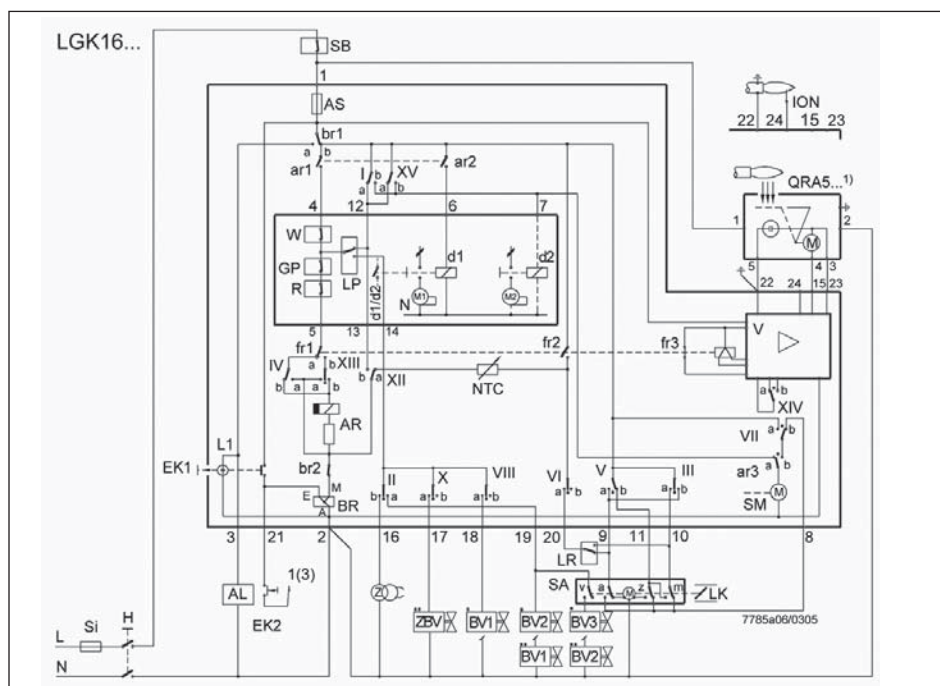 LGK16...
SB
1
AS
br1
a b
ar1
ar2
I b XV
a a b
4 12 6 7
W
GP
R
LP
d1/d2
d1
N M1
d2
M2
5 13 14
ION
22 24 15 23
QRA5...1)
1 2
M
5 4 3
22 24 15 23
V
fr1 fr2 fr3
IV a XIII b
b a a b
b a XII
NTC
XIV
a b
AR
VII
a b
L1
EK1
br2
M
E BR
A
II X VIII VI V III
b a a b a b a b a b a b
ar3
a b
SM M
3 21 2 16 17 18 19 20 9 11 10 8
LR
SA v a M z m LK
AL
1(3)
EK2
Z
ZBV BV1 BV2 BV3
BV1 BV2
7785a06/0305
L Si H
N